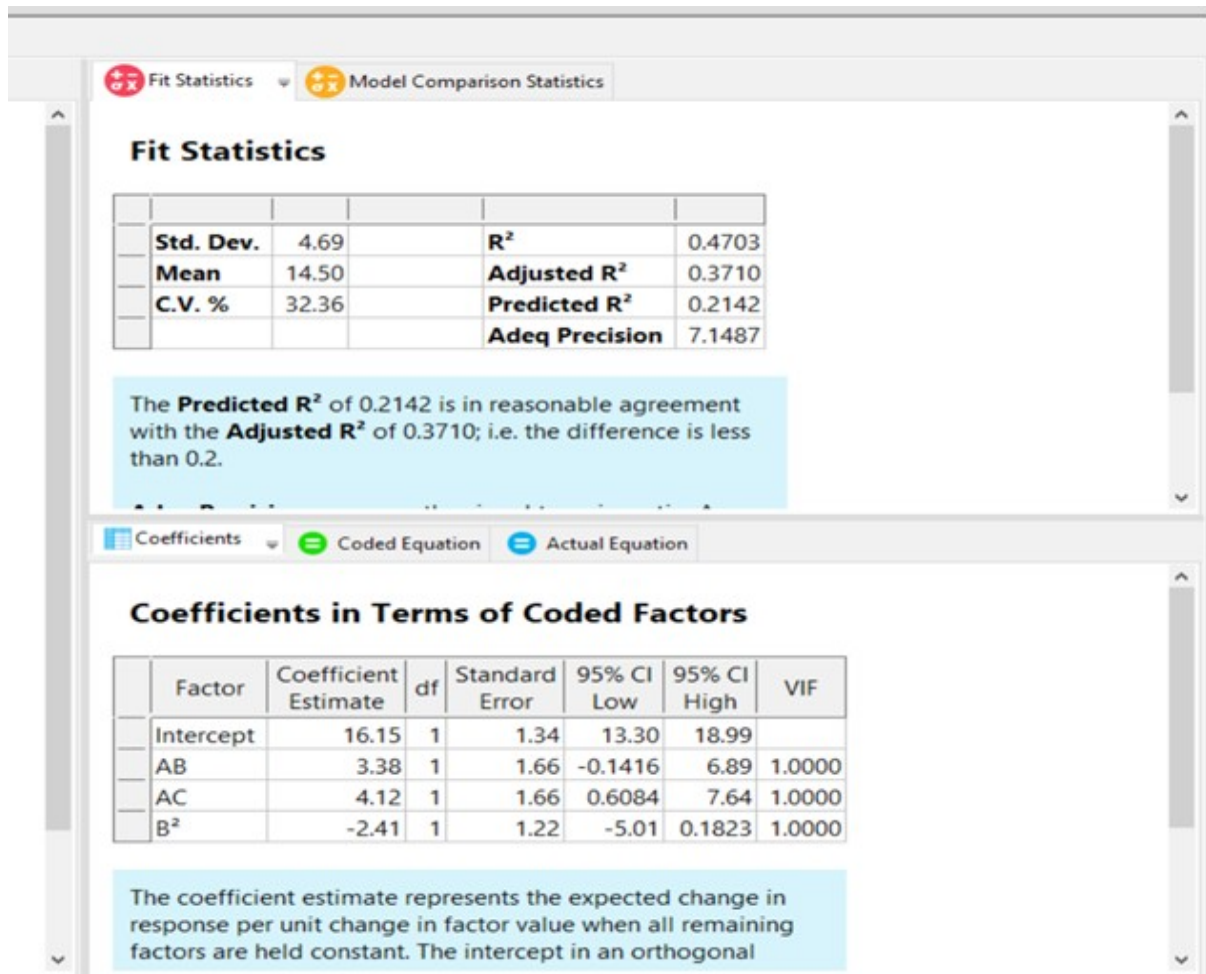 Fit Statistics Model Comparison Statistics
Fit Statistics
Std. Dev. 4.69 R² 0.4703
Mean 14.50 Adjusted R² 0.3710
C.V. % 32.36 Predicted R² 0.2142
Adeq Precision 7.1487
The Predicted R² of 0.2142 is in reasonable agreement
with the Adjusted R² of 0.3710; i.e. the difference is less
than 0.2.
Coefficients Coded Equation Actual Equation
Coefficients in Terms of Coded Factors
Factor Coefficient Estimate df Standard Error 95% CI Low 95% CI High VIF
Intercept 16.15 1 1.34 13.30 18.99
AB 3.38 1 1.66 -0.1416 6.89 1.0000
AC 4.12 1 1.66 0.6084 7.64 1.0000
B² -2.41 1 1.22 -5.01 0.1823 1.0000
The coefficient estimate represents the expected change in
response per unit change in factor value when all remaining
factors are held constant. The intercept in an orthogonal